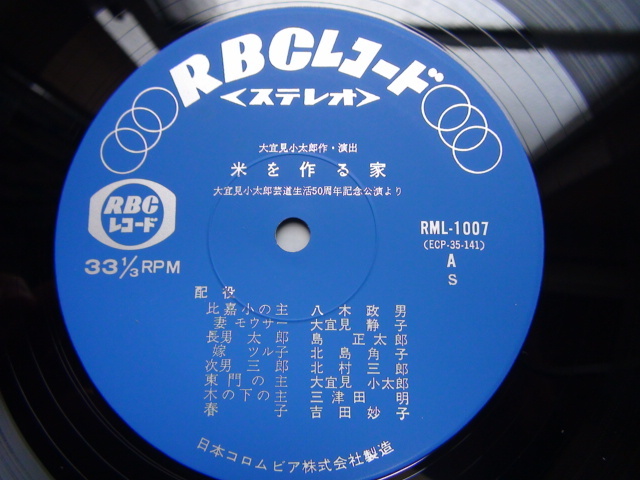 RBCレコード
<ステレオ>
大宜見小太郎作・演出
米を作る家
大宜見小太郎芸道生活50周年記念公演より
RBC
レコード
33 1/3 RPM
RML-1007
(ECP-35-141)
A
S
配役
比嘉小の主 八木政男
妻モウサー 大宜見静子
長男太郎 島正太郎
嫁ツル子 北島角子
次男三郎 北村三郎
東門の主 大宜見小太郎
木の下の主 三津田明
春子 吉田妙子
日本コロムビア株式会社製造